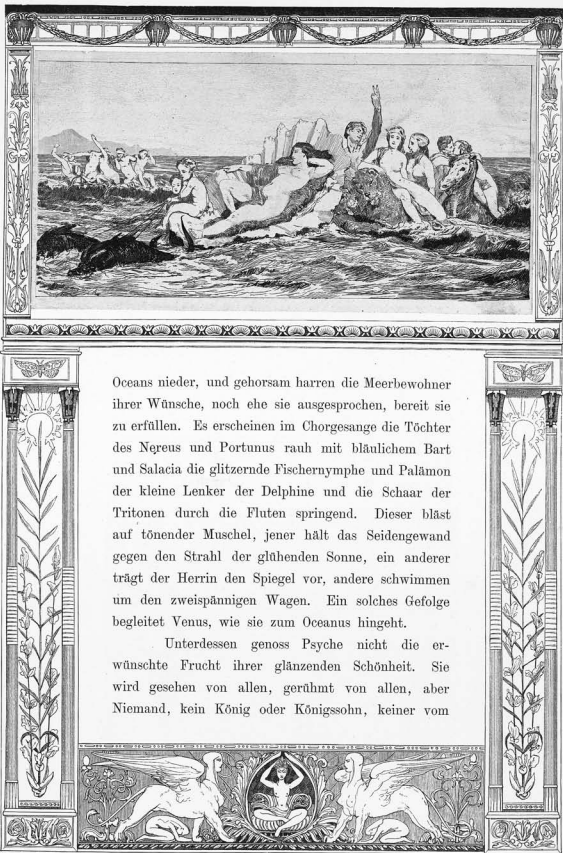 Oceans nieder, und gehorsam harren die Meerbewohner
ihrer Wünsche, noch ehe sie ausgesprochen, bereit sie
zu erfüllen. Es erscheinen im Chorgesange die Töchter
des Nereus und Portunus rauh mit bläulichem Bart
und Salacia die glitzernde Fischernymphe und Palämon
der kleine Lenker der Delphine und die Schaar der
Tritonen durch die Fluten springend. Dieser bläst
auf tönender Muschel, jener hält das Seidengewand
gegen den Strahl der glühenden Sonne, ein anderer
trägt der Herrin den Spiegel vor, andere schwimmen
um den zweispännigen Wagen. Ein solches Gefolge
begleitet Venus, wie sie zum Oceanus hingeht.
Unterdessen genoss Psyche nicht die er-
wünschte Frucht ihrer glänzenden Schönheit. Sie
wird gesehen von allen, gerühmt von allen, aber
Niemand, kein König oder Königssohn, keiner vom